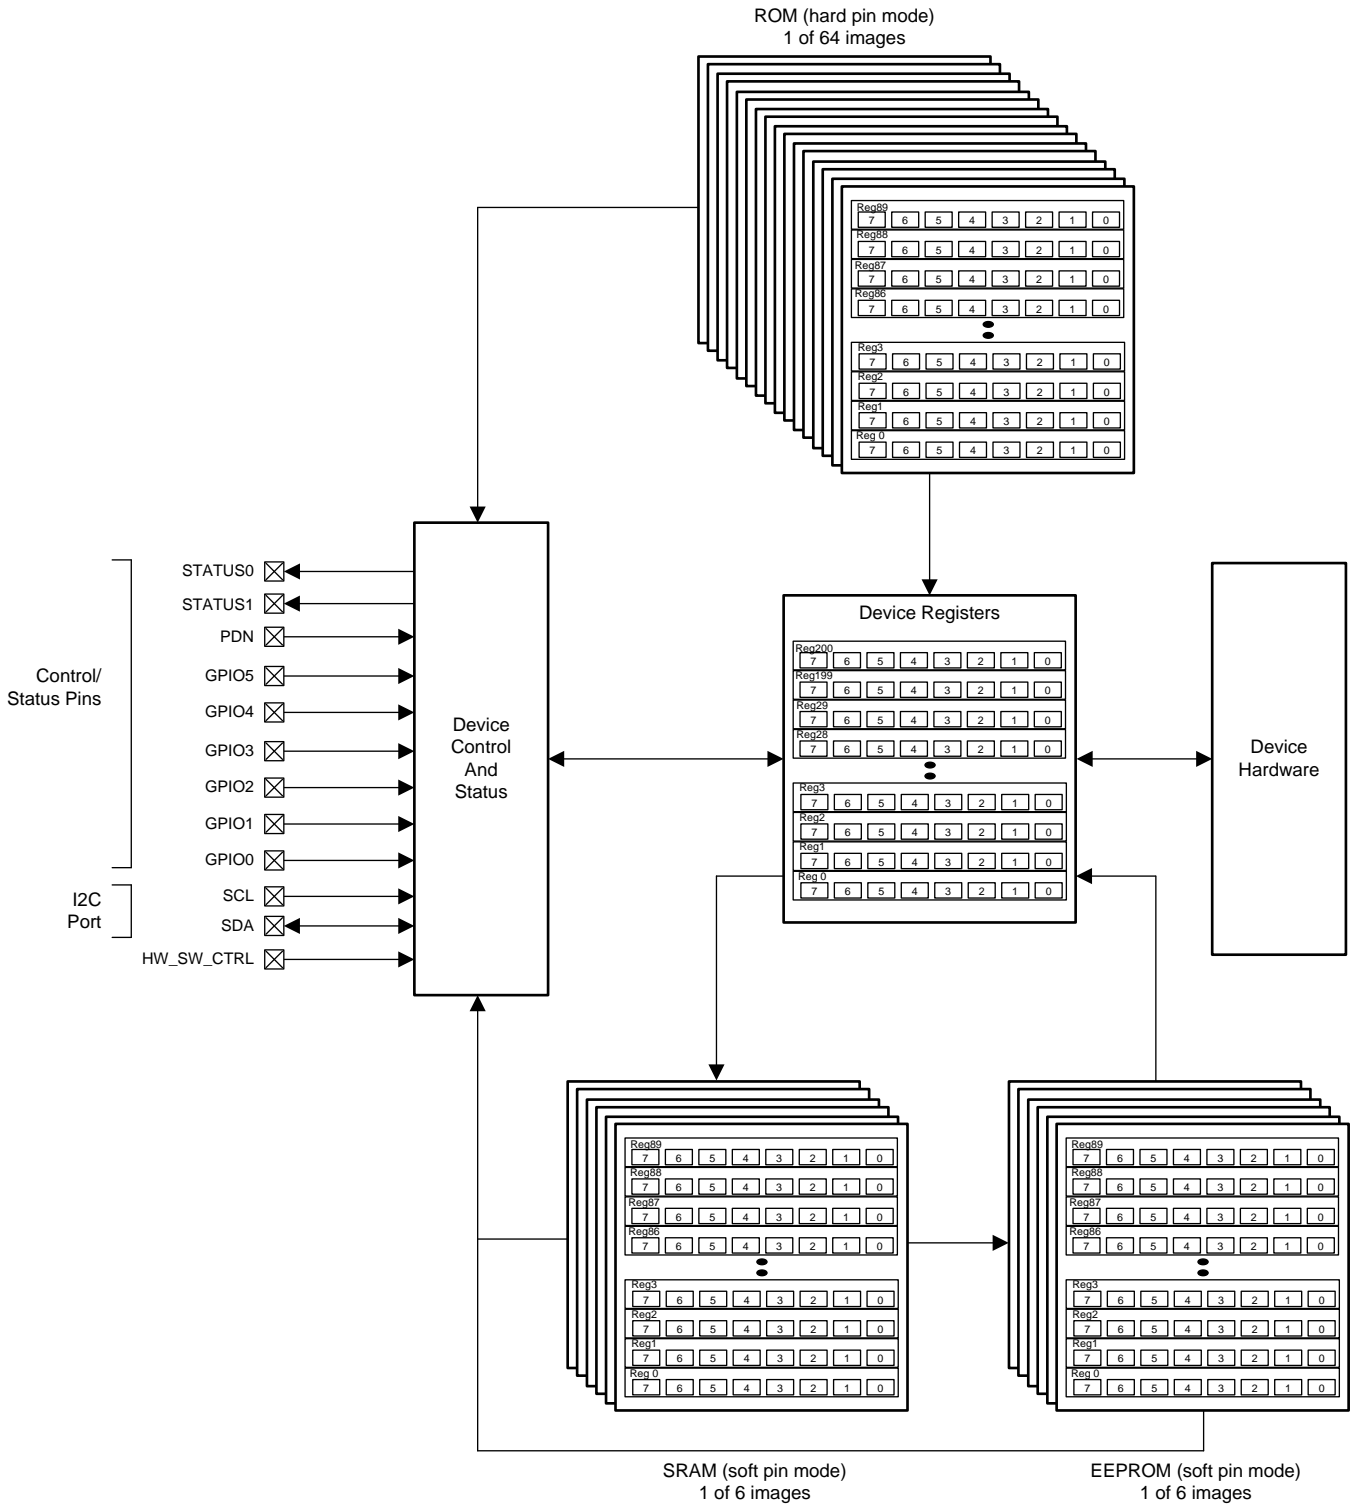 ROM (hard pin mode)
1 of 64 images
Reg89
7 6 5 4 3 2 1 0
Reg88
7 6 5 4 3 2 1 0
Reg87
7 6 5 4 3 2 1 0
Reg86
7 6 5 4 3 2 1 0
Reg3
7 6 5 4 3 2 1 0
Reg2
7 6 5 4 3 2 1 0
Reg1
7 6 5 4 3 2 1 0
Reg 0
7 6 5 4 3 2 1 0
Control/
Status Pins
STATUS0
STATUS1
PDN
GPIO5
GPIO4
GPIO3
GPIO2
GPIO1
GPIO0
I2C
Port
SCL
SDA
HW_SW_CTRL
Device
Control
And
Status
Device Registers
Reg200
7 6 5 4 3 2 1 0
Reg199
7 6 5 4 3 2 1 0
Reg29
7 6 5 4 3 2 1 0
Reg28
7 6 5 4 3 2 1 0
Reg3
7 6 5 4 3 2 1 0
Reg2
7 6 5 4 3 2 1 0
Reg1
7 6 5 4 3 2 1 0
Reg 0
7 6 5 4 3 2 1 0
Device
Hardware
Reg89
7 6 5 4 3 2 1 0
Reg88
7 6 5 4 3 2 1 0
Reg87
7 6 5 4 3 2 1 0
Reg86
7 6 5 4 3 2 1 0
Reg3
7 6 5 4 3 2 1 0
Reg2
7 6 5 4 3 2 1 0
Reg1
7 6 5 4 3 2 1 0
Reg 0
7 6 5 4 3 2 1 0
SRAM (soft pin mode)
1 of 6 images
Reg89
7 6 5 4 3 2 1 0
Reg88
7 6 5 4 3 2 1 0
Reg87
7 6 5 4 3 2 1 0
Reg86
7 6 5 4 3 2 1 0
Reg3
7 6 5 4 3 2 1 0
Reg2
7 6 5 4 3 2 1 0
Reg1
7 6 5 4 3 2 1 0
Reg 0
7 6 5 4 3 2 1 0
EEPROM (soft pin mode)
1 of 6 images